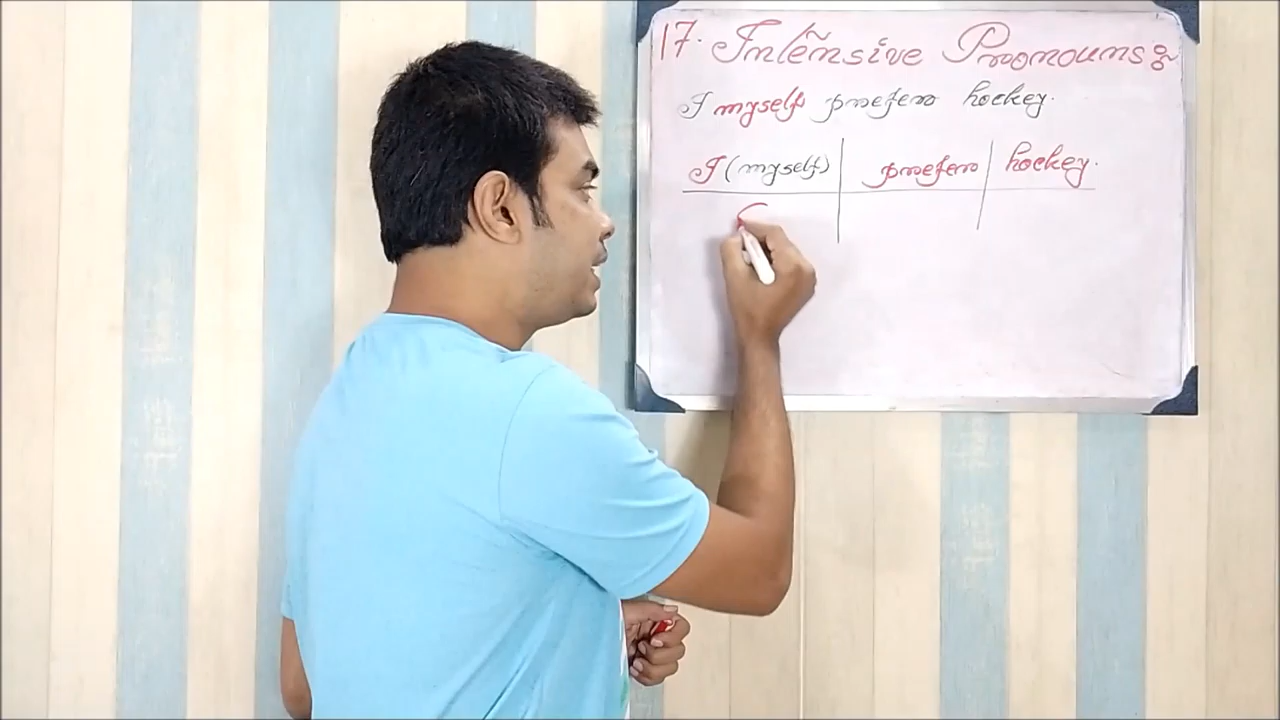 17. Intensive Pronouns:
I myself prefer hockey.
I (myself) prefer hockey.